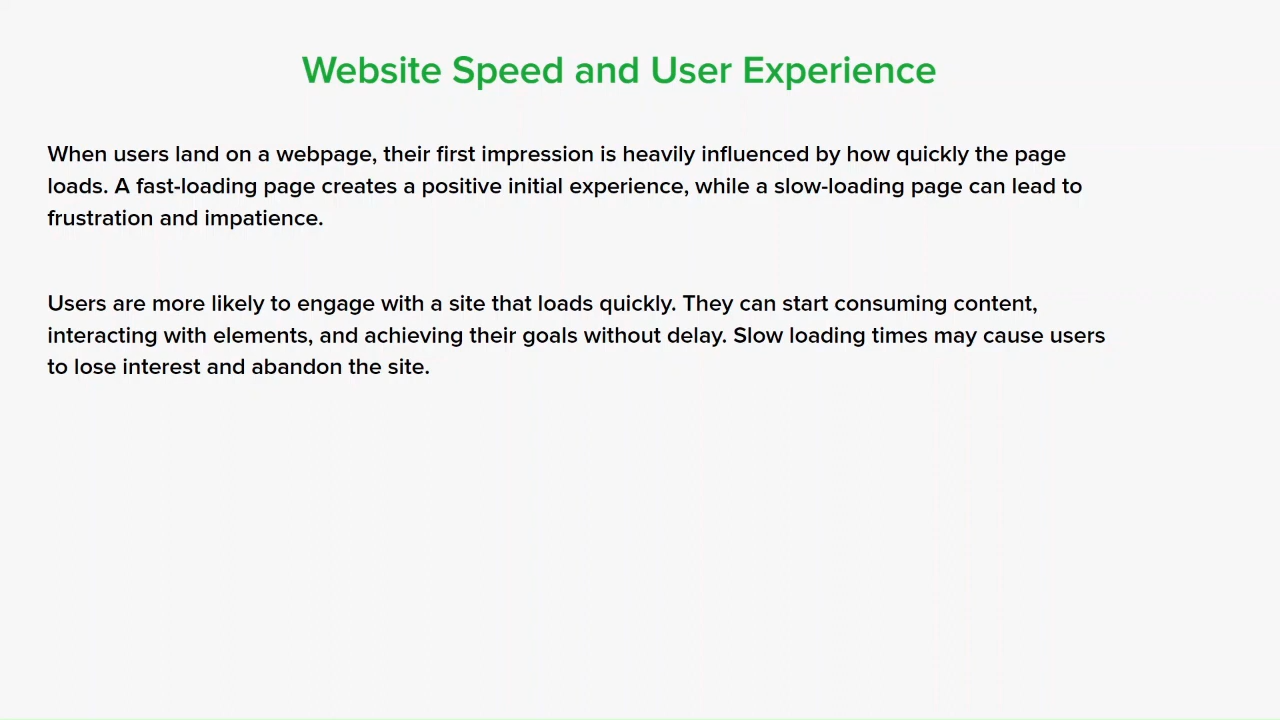 Website Speed and User Experience
When users land on a webpage, their first impression is heavily influenced by how quickly the page
loads. A fast-loading page creates a positive initial experience, while a slow-loading page can lead to
frustration and impatience.
Users are more likely to engage with a site that loads quickly. They can start consuming content,
interacting with elements, and achieving their goals without delay. Slow loading times may cause users
to lose interest and abandon the site.